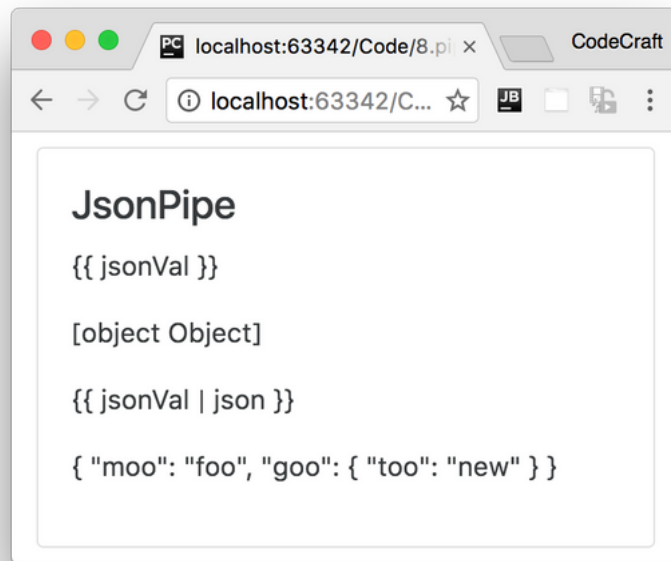 PC localhost:63342/Code/8.pi
CodeCraft
localhost:63342/C...
JB
JsonPipe
{{ jsonVal }}
[object Object]
{{ jsonVal | json }}
{ "moo": "foo", "goo": { "too": "new" } }